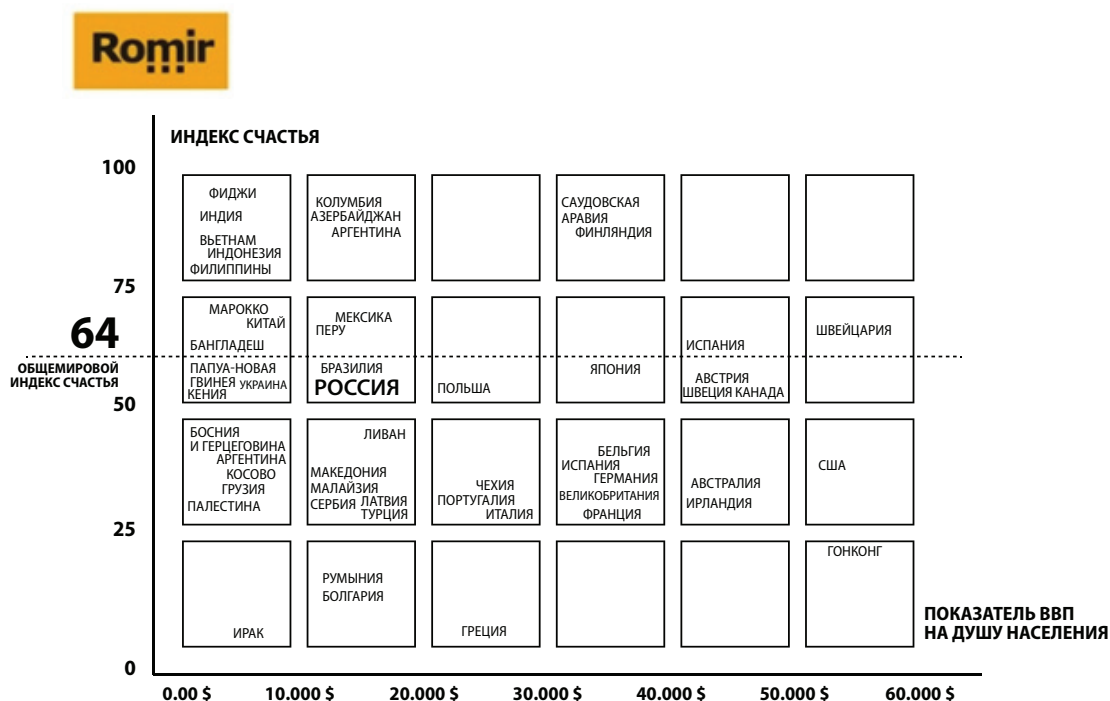 Romir
ИНДЕКС СЧАСТЬЯ
100
ФИДЖИ
ИНДИЯ
ВЬЕТНАМ
ИНДОНЕЗИЯ
ФИЛИППИНЫ
КОЛУМБИЯ
АЗЕРБАЙДЖАН
АРГЕНТИНА
САУДОВСКАЯ
АРАВИЯ
ФИНЛЯНДИЯ
75
64
ОБЩЕМИРОВОЙ
ИНДЕКС СЧАСТЬЯ
МАРОККО
КИТАЙ
БАНГЛАДЕШ
ПАПУА-НОВАЯ
ГВИНЕЯ УКРАИНА
КЕНИЯ
МЕКСИКА
ПЕРУ
БРАЗИЛИЯ
РОССИЯ
ПОЛЬША
ЯПОНИЯ
ИСПАНИЯ
АВСТРИЯ
ШВЕЦИЯ КАНАДА
ШВЕЙЦАРИЯ
50
БОСНИЯ
И ГЕРЦЕГОВИНА
АРГЕНТИНА
КОСОВО
ГРУЗИЯ
ПАЛЕСТИНА
ЛИВАН
МАКЕДОНИЯ
МАЛАЙЗИЯ
СЕРБИЯ ЛАТВИЯ
ТУРЦИЯ
ЧЕХИЯ
ПОРТУГАЛИЯ
ИТАЛИЯ
БЕЛЬГИЯ
ИСПАНИЯ
ГЕРМАНИЯ
ВЕЛИКОБРИТАНИЯ
ФРАНЦИЯ
АВСТРАЛИЯ
ИРЛАНДИЯ
США
25
ИРАК
РУМЫНИЯ
БОЛГАРИЯ
ГРЕЦИЯ
ГОНКОНГ
ПОКАЗАТЕЛЬ ВВП
НА ДУШУ НАСЕЛЕНИЯ
0
0.00 $ 10.000 $ 20.000 $ 30.000 $ 40.000 $ 50.000 $ 60.000 $